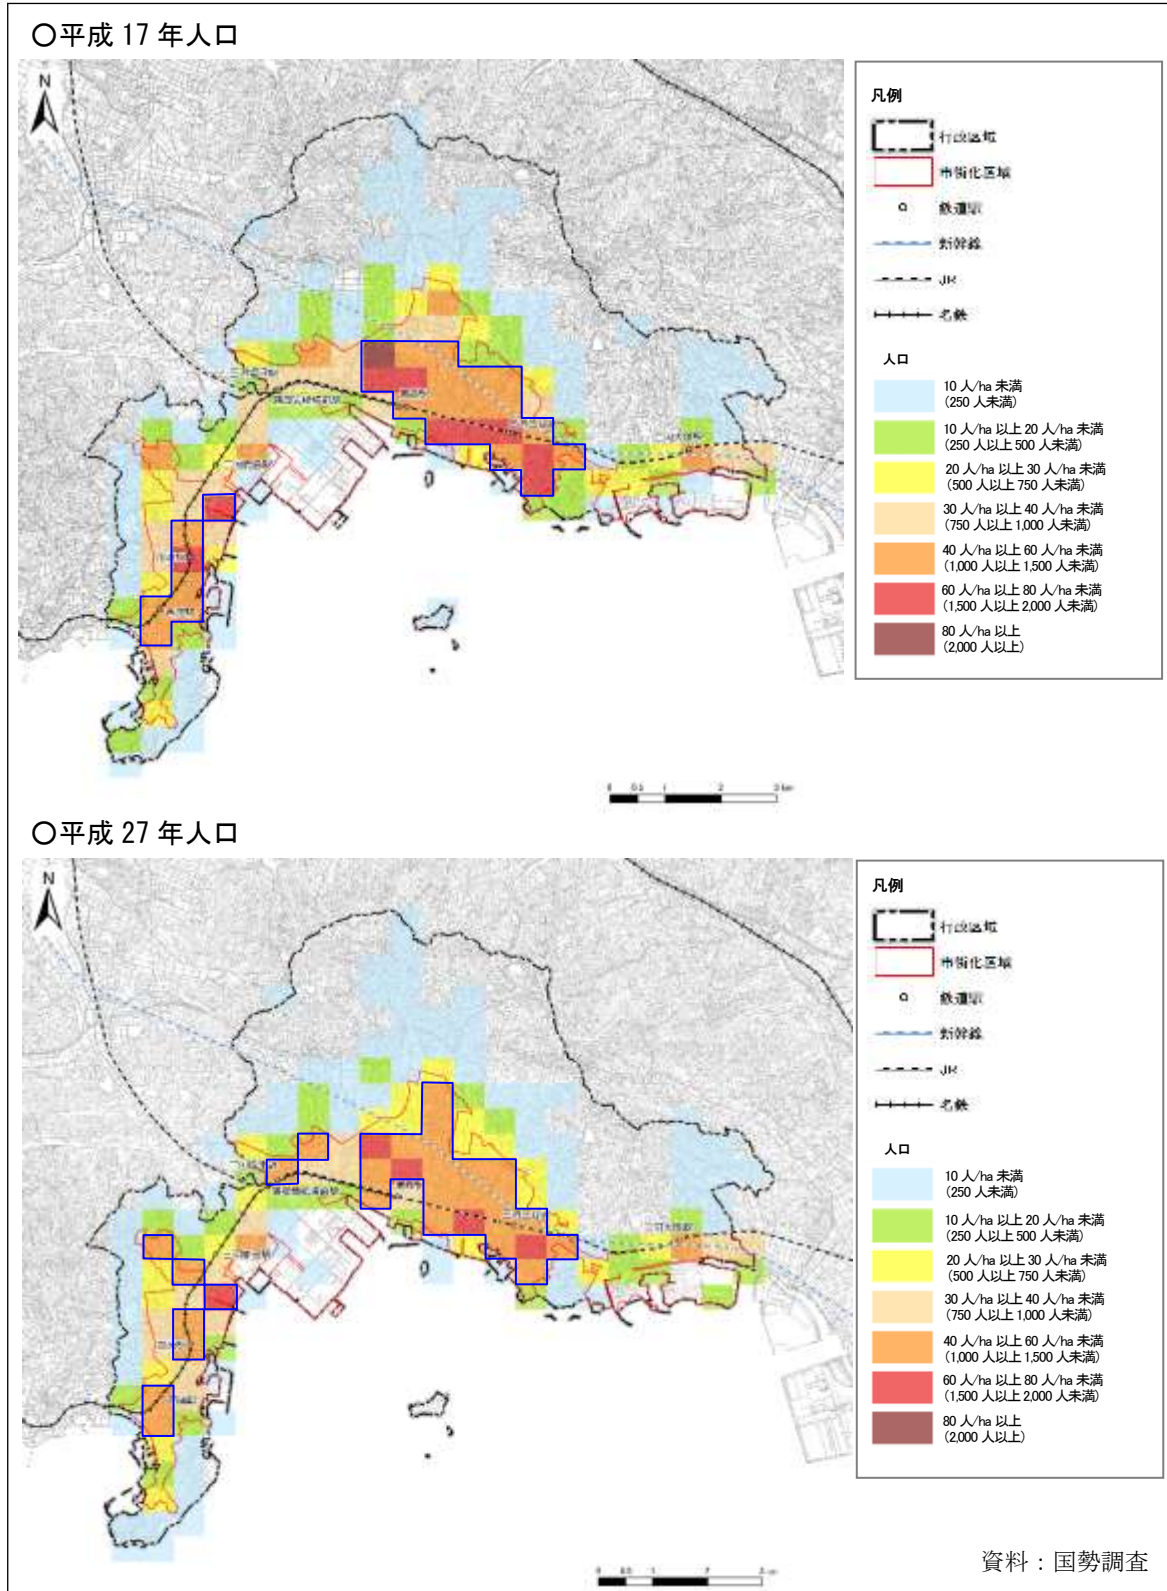 〇平成 17 年人口
N
凡例
行政区域
市街化区域
鉄道駅
新幹線
JR
名鉄
人口
10 人/ha 未満
(250 人未満)
10 人/ha 以上 20 人/ha 未満
(250 人以上 500 人未満)
20 人/ha 以上 30 人/ha 未満
(500 人以上 750 人未満)
30 人/ha 以上 40 人/ha 未満
(750 人以上 1,000 人未満)
40 人/ha 以上 60 人/ha 未満
(1,000 人以上 1,500 人未満)
60 人/ha 以上 80 人/ha 未満
(1,500 人以上 2,000 人未満)
80 人/ha 以上
(2,000 人以上)
0 0.5 1 2 3 km
〇平成 27 年人口
N
凡例
行政区域
市街化区域
鉄道駅
新幹線
JR
名鉄
人口
10 人/ha 未満
(250 人未満)
10 人/ha 以上 20 人/ha 未満
(250 人以上 500 人未満)
20 人/ha 以上 30 人/ha 未満
(500 人以上 750 人未満)
30 人/ha 以上 40 人/ha 未満
(750 人以上 1,000 人未満)
40 人/ha 以上 60 人/ha 未満
(1,000 人以上 1,500 人未満)
60 人/ha 以上 80 人/ha 未満
(1,500 人以上 2,000 人未満)
80 人/ha 以上
(2,000 人以上)
0 0.5 1 2 3 km
資料：国勢調査